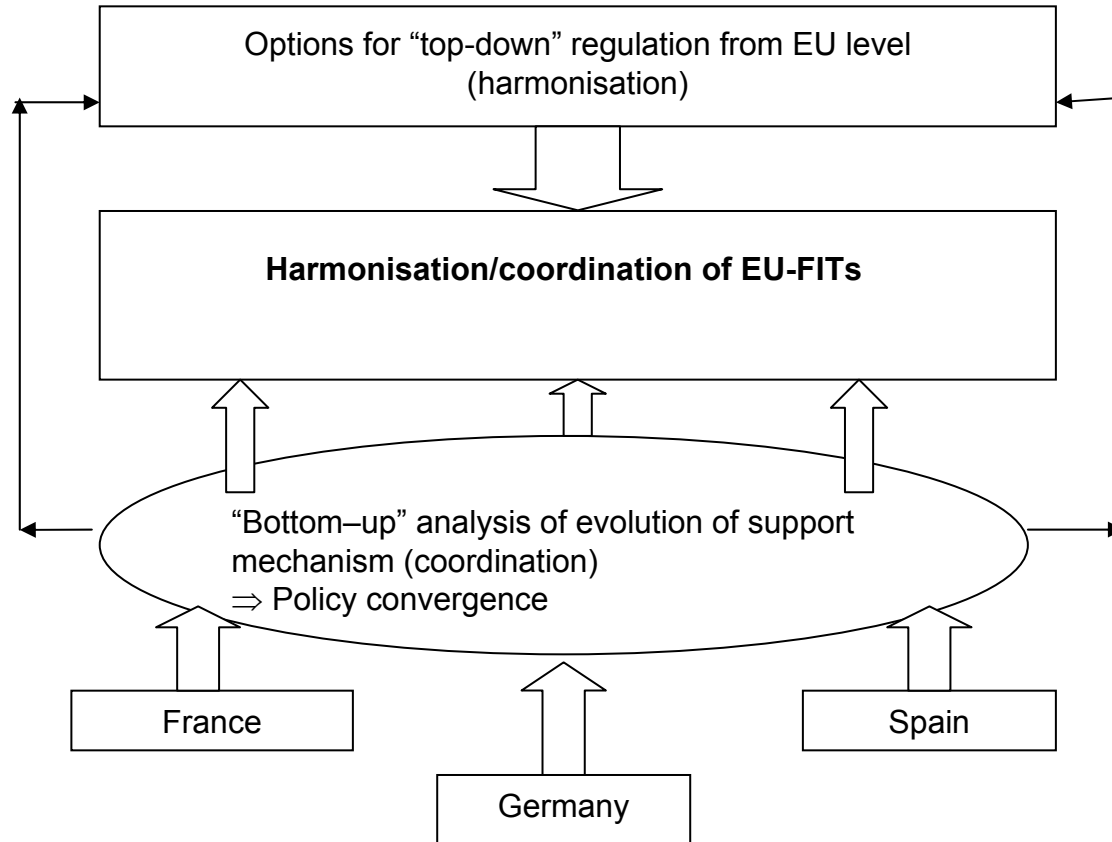 Options for “top-down” regulation from EU level
(harmonisation)
Harmonisation/coordination of EU-FITs
“Bottom–up” analysis of evolution of support
mechanism (coordination)
⇒ Policy convergence
France
Spain
Germany